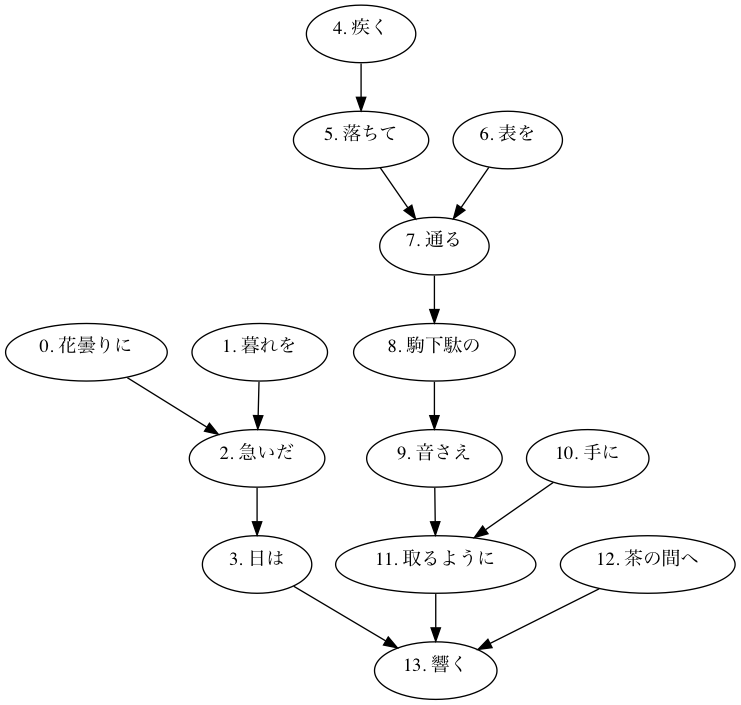 4. 疾く
5. 落ちて
6. 表を
7. 通る
0. 花曇りに
1. 暮れを
8. 駒下駄の
2. 急いだ
9. 音さえ
10. 手に
3. 日は
11. 取るように
12. 茶の間へ
13. 響く